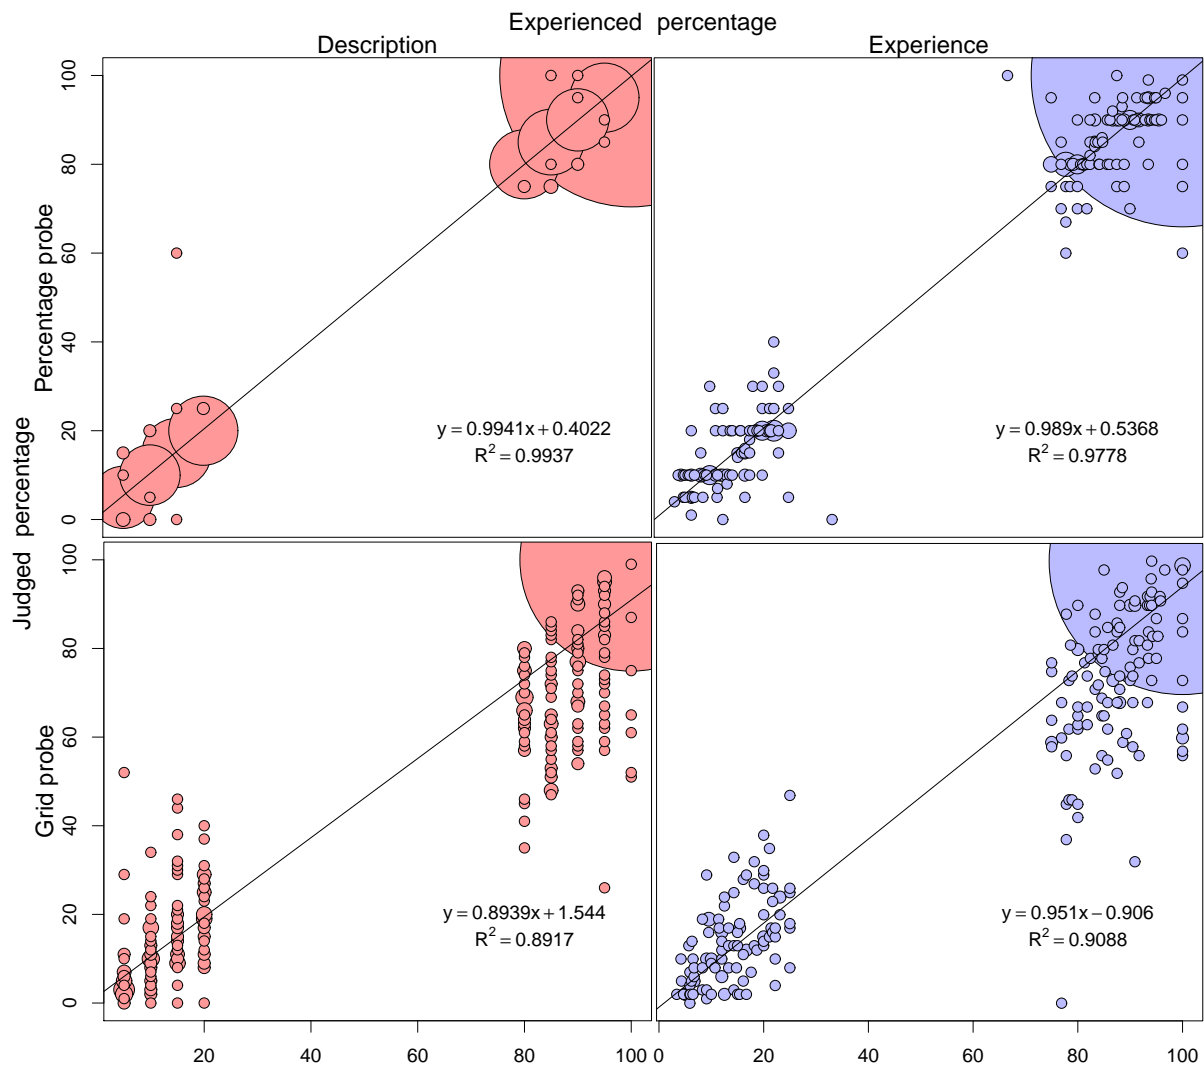 Experienced percentage
Description
Experience
Percentage probe
0 20 40 60 80 100
y = 0.9941x + 0.4022
R² = 0.9937
y = 0.989x + 0.5368
R² = 0.9778
Judged percentage
Grid probe
0 20 40 60 80 100
y = 0.8939x + 1.544
R² = 0.8917
y = 0.951x − 0.906
R² = 0.9088
20 40 60 80 100
0 20 40 60 80 100